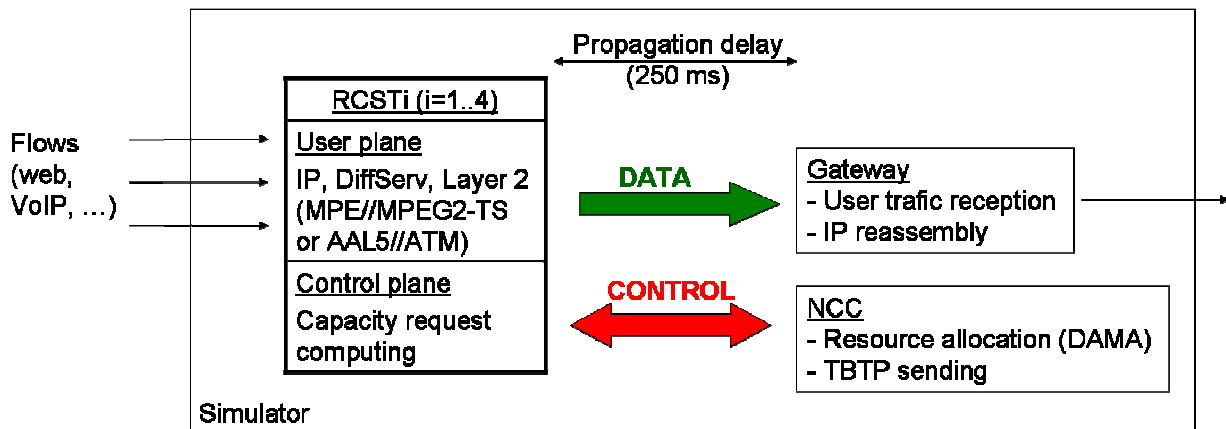 Propagation delay
(250 ms)
RCSTi (i=1..4)
User plane
IP, DiffServ, Layer 2
(MPE//MPEG2-TS
or AAL5//ATM)
Control plane
Capacity request
computing
Flows
(web,
VoIP, ...)
DATA
CONTROL
Gateway
- User trafic reception
- IP reassembly
NCC
- Resource allocation (DAMA)
- TBTP sending
Simulator